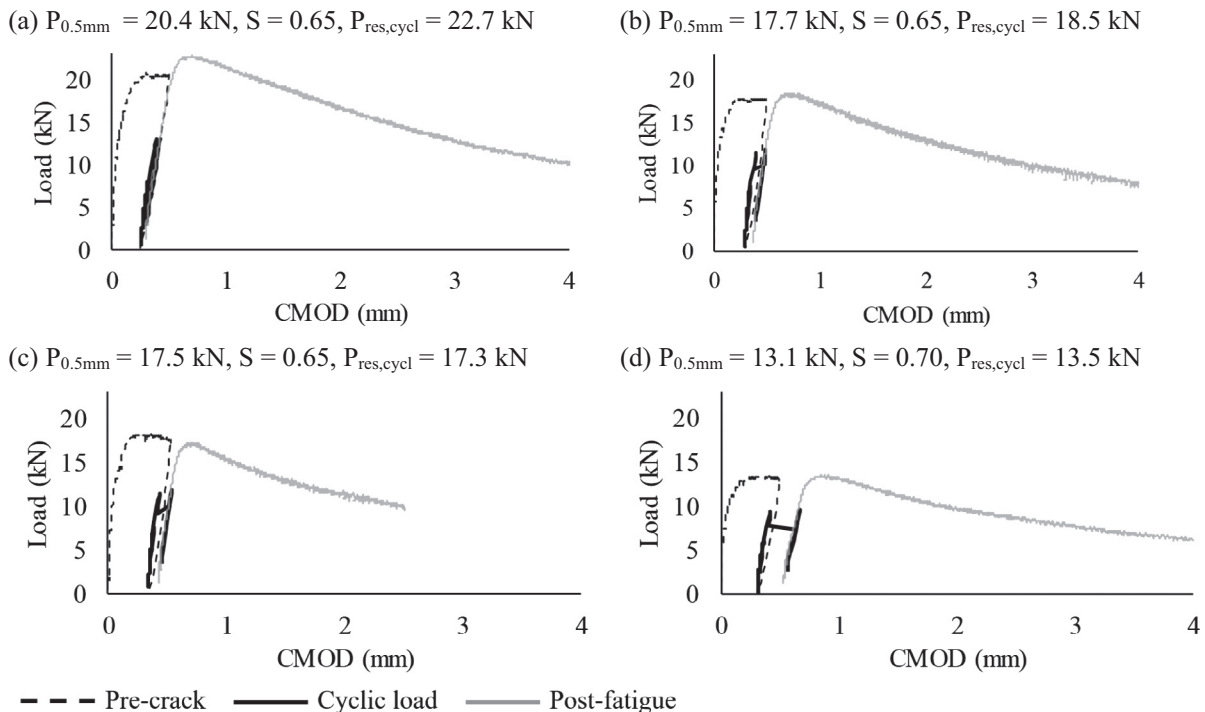 (a) P0.5mm = 20.4 kN, S = 0.65, Pres,cycl = 22.7 kN
20
15
10
5
0
Load (kN)
0 1 2 3 4
CMOD (mm)
(b) P0.5mm = 17.7 kN, S = 0.65, Pres,cycl = 18.5 kN
20
15
10
5
0
Load (kN)
0 1 2 3 4
CMOD (mm)
(c) P0.5mm = 17.5 kN, S = 0.65, Pres,cycl = 17.3 kN
20
15
10
5
0
Load (kN)
0 1 2 3 4
CMOD (mm)
(d) P0.5mm = 13.1 kN, S = 0.70, Pres,cycl = 13.5 kN
20
15
10
5
0
Load (kN)
0 1 2 3 4
CMOD (mm)
Pre-crack Cyclic load Post-fatigue